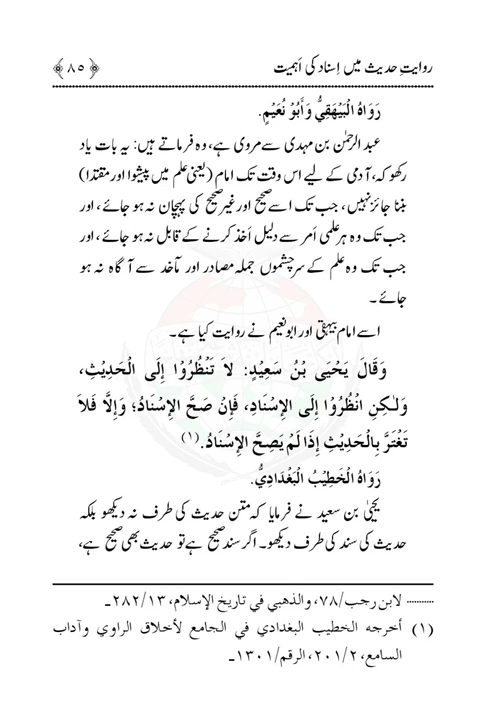 روایتِ حدیث میں اِسناد کی اَہمیت ﴿ ۸۵ ﴾
رَوَاهُ الْبَيْهَقِيُّ وَأَبُوْ نُعَيْمٍ.
عبد الرحمٰن بن مہدی سے مروی ہے، وہ فرماتے ہیں: یہ بات یاد
رکھو کہ، آدمی کے لیے اس وقت تک امام (یعنی علم میں پیشوا اور مقتدا)
بننا جائز نہیں، جب تک اسے صحیح اور غیر صحیح کی پہچان نہ ہو جائے، اور
جب تک وہ ہر علمی اَمر سے دلیل اَخذ کرنے کے قابل نہ ہو جائے، اور
جب تک وہ علم کے سرچشموں جملہ مصادر اور مآخذ سے آگاہ نہ ہو
جائے۔
اسے امام بیہقی اور ابو نعیم نے روایت کیا ہے۔
وَقَالَ يَحْيَى بْنُ سَعِيْدٍ: لاَ تَنْظُرُوْا إِلَى الْحَدِيْثِ،
وَلٰكِنِ انْظُرُوْا إِلَى الإِسْنَادِ، فَإِنْ صَحَّ الإِسْنَادُ؛ وَإِلَّا فَلاَ
تَغْتَرَّ بِالْحَدِيْثِ إِذَا لَمْ يَصِحَّ الإِسْنَادُ.(۱)
رَوَاهُ الْخَطِيْبُ الْبَغْدَادِيُّ.
یحییٰ بن سعید نے فرمایا کہ متن حدیث کی طرف نہ دیکھو بلکہ
حدیث کی سند کی طرف دیکھو۔ اگر سند صحیح ہے تو حدیث بھی صحیح ہے،
........... لابن رجب/۷۸، والذهبي في تاريخ الإسلام، ۱۳/۲۸۲۔
(۱) أخرجه الخطيب البغدادي في الجامع لأخلاق الراوي وآداب
السامع، ۲/۱۰۲، الرقم/۱۳۰۱۔